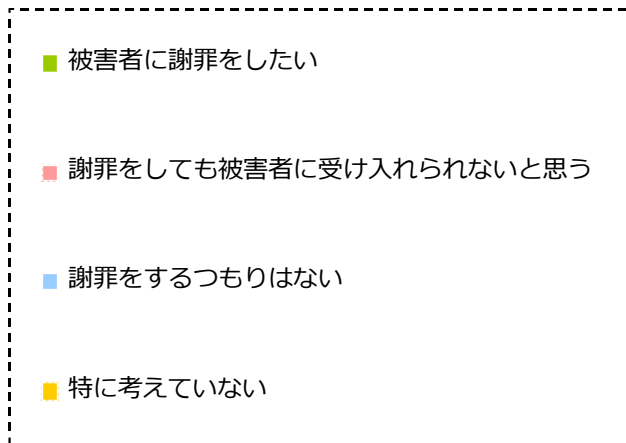 被害者に謝罪をしたい
謝罪をしても被害者に受け入れられないと思う
謝罪をするつもりはない
特に考えていない